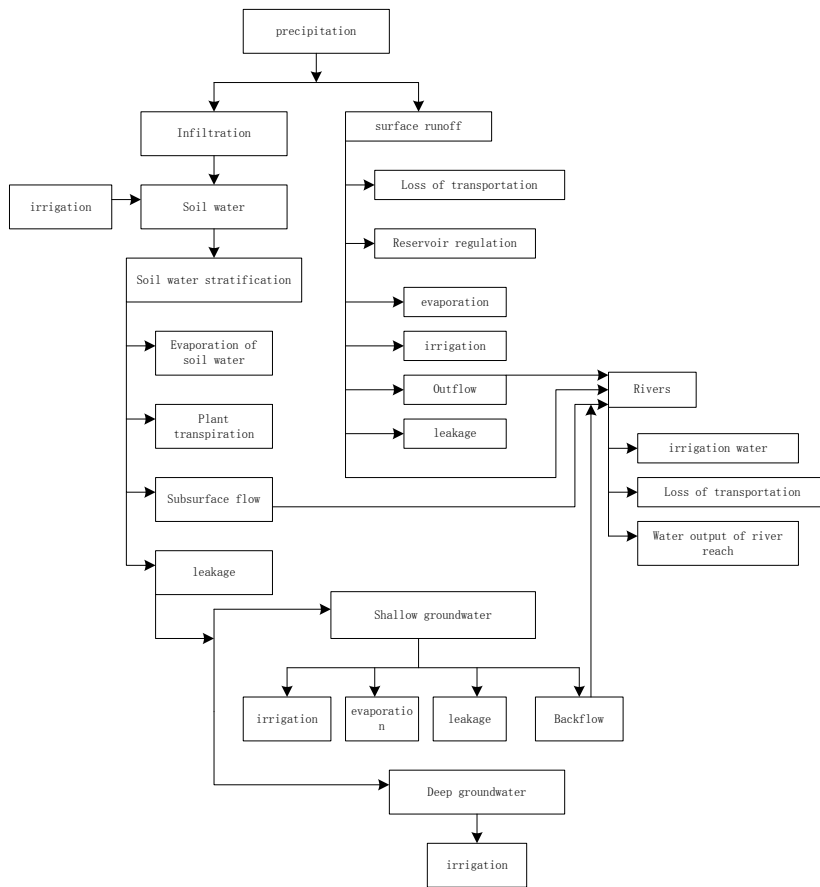 precipitation
Infiltration
surface runoff
Loss of transportation
irrigation
Soil water
Reservoir regulation
Soil water stratification
evaporation
Evaporation of
soil water
irrigation
Outflow
Rivers
Plant
transpiration
leakage
irrigation water
Subsurface flow
Loss of transportation
Water output of river
reach
leakage
Shallow groundwater
irrigation
evaporatio
n
leakage
Backflow
Deep groundwater
irrigation